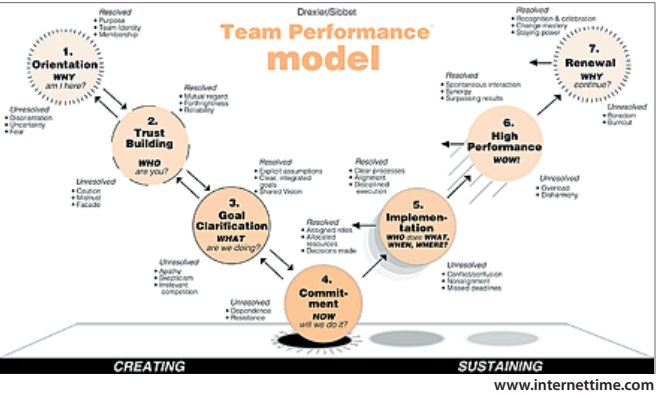 Drexler/Sibbet
Team Performance
model
Resolved
• Purpose
• Team Identity
• Membership
1.
Orientation
WHY
am I here?
Unresolved
• Disorientation
• Uncertainty
• Fear
Resolved
• Mutual regard
• Forthrightness
• Reliability
2.
Trust
Building
WHO
are you?
Unresolved
• Caution
• Mistrust
• Facade
Resolved
• Explicit assumptions
• Clear, integrated
goals
• Shared Vision
3.
Goal
Clarification
WHAT
are we doing?
Unresolved
• Apathy
• Skepticism
• Irrelevant
competition
Resolved
• Assigned roles
• Allocated
resources
• Decisions made
4.
Commit-
ment
HOW
will we do it?
Unresolved
• Dependence
• Resistance
Resolved
• Clear processes
• Alignment
• Disciplined
execution
5.
Implemen-
tation
WHO does WHAT,
WHEN, WHERE?
Unresolved
• Conflict/confusion
• Nonalignment
• Missed deadlines
Resolved
• Spontaneous interaction
• Synergy
• Surpassing results
6.
High
Performance
WOW!
Unresolved
• Overload
• Disharmony
Resolved
• Recognition & celebration
• Change mastery
• Staying power
7.
Renewal
WHY
continue?
Unresolved
• Boredom
• Burnout
CREATING
SUSTAINING
www.internettime.com